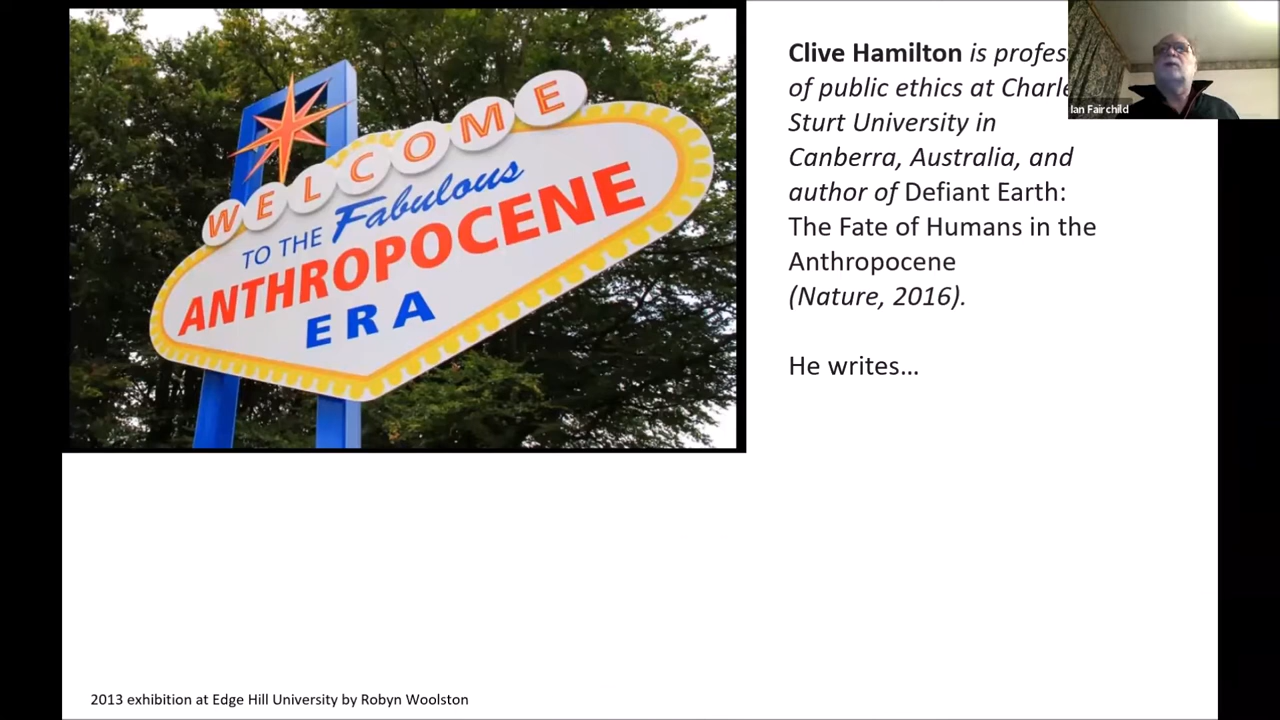 WELCOME
TO THE Fabulous
ANTHROPOCENE
ERA
Clive Hamilton is
of public ethics at
Sturt University in
Canberra, Australia, and
author of Defiant Earth:
The Fate of Humans in the
Anthropocene
(Nature, 2016).
He writes…
Ian Fairchild
2013 exhibition at Edge Hill University by Robyn Woolston